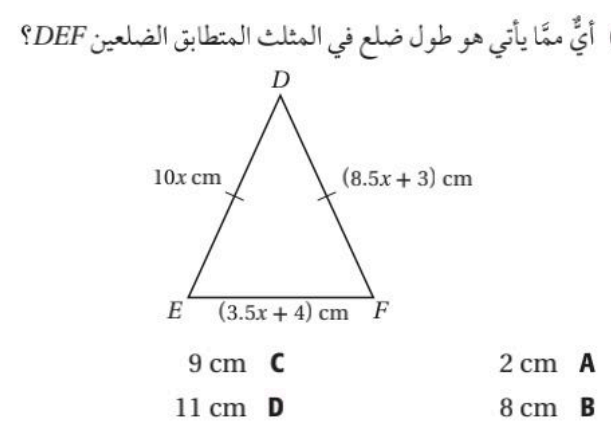 أيٌّ ممَّا يأتي هو طول ضلع في المثلث المتطابق الضلعين DEF؟
D
10x cm
(8.5x + 3) cm
E
(3.5x + 4) cm
F
A 2 cm
C 9 cm
B 8 cm
D 11 cm